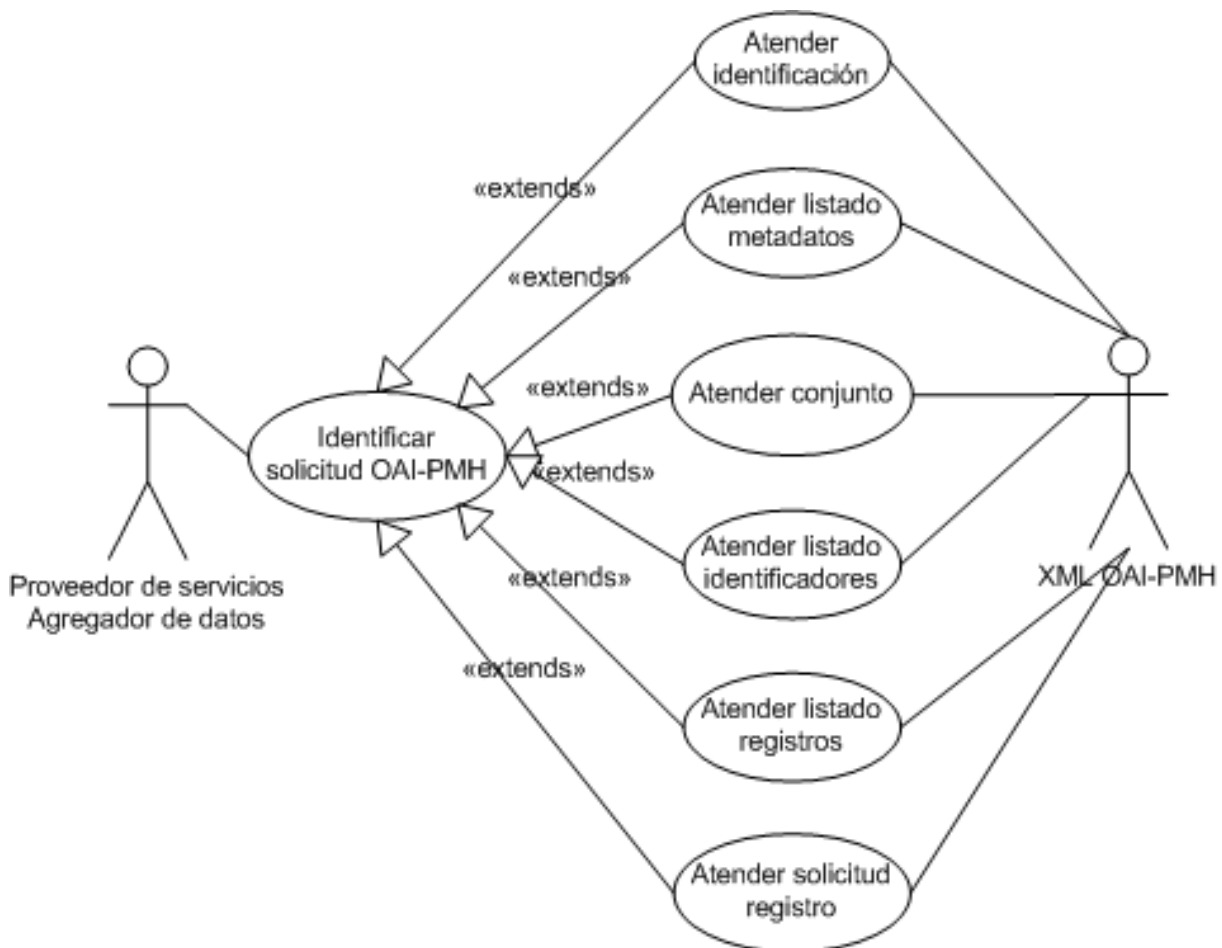 Atender
identificación
«extends»
Atender listado
metadatos
«extends»
«extends»
Atender conjunto
Identificar
solicitud OAI-PMH
«extends»
Atender listado
identificadores
XML OAI-PMH
Proveedor de servicios
Agregador de datos
«extends»
«extends»
Atender listado
registros
Atender solicitud
registro